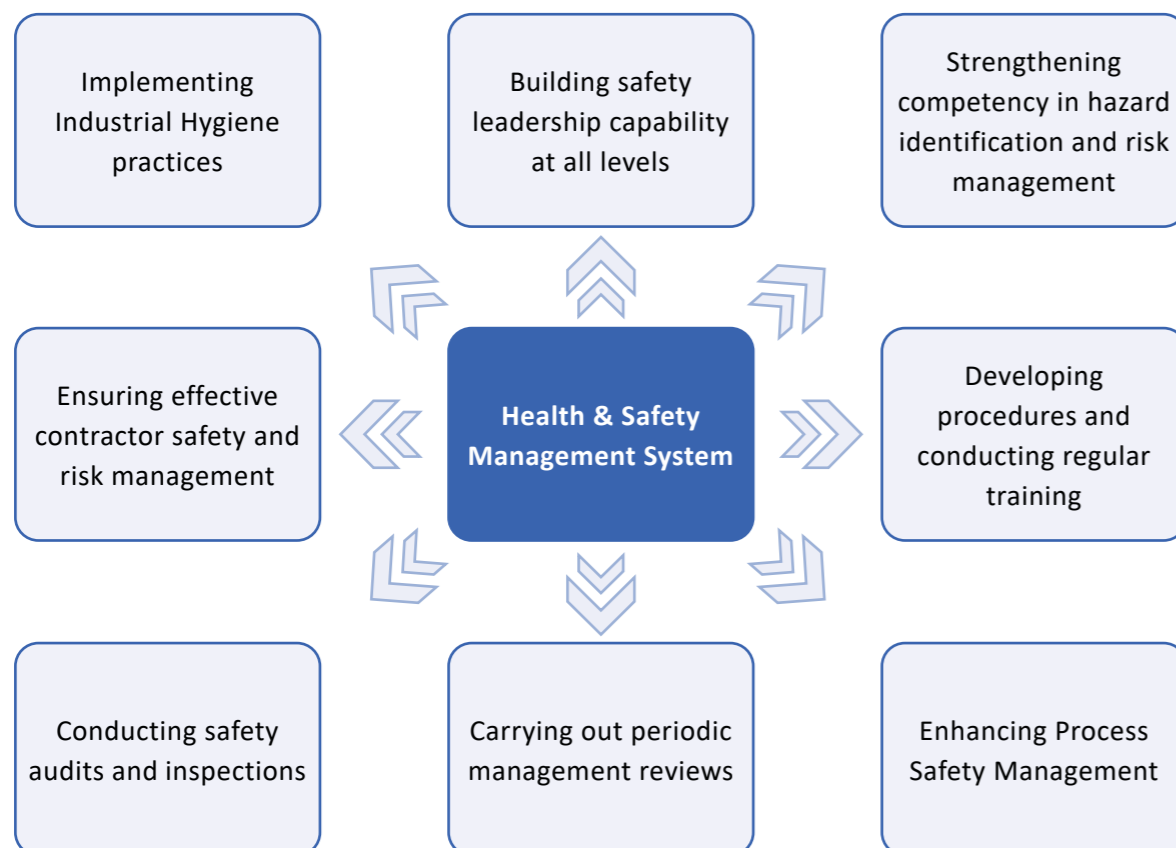 Implementing
Industrial Hygiene
practices
Building safety
leadership capability
at all levels
Strengthening
competency in hazard
identification and risk
management
Ensuring effective
contractor safety and
risk management
Health & Safety
Management System
Developing
procedures and
conducting regular
training
Conducting safety
audits and inspections
Carrying out periodic
management reviews
Enhancing Process
Safety Management